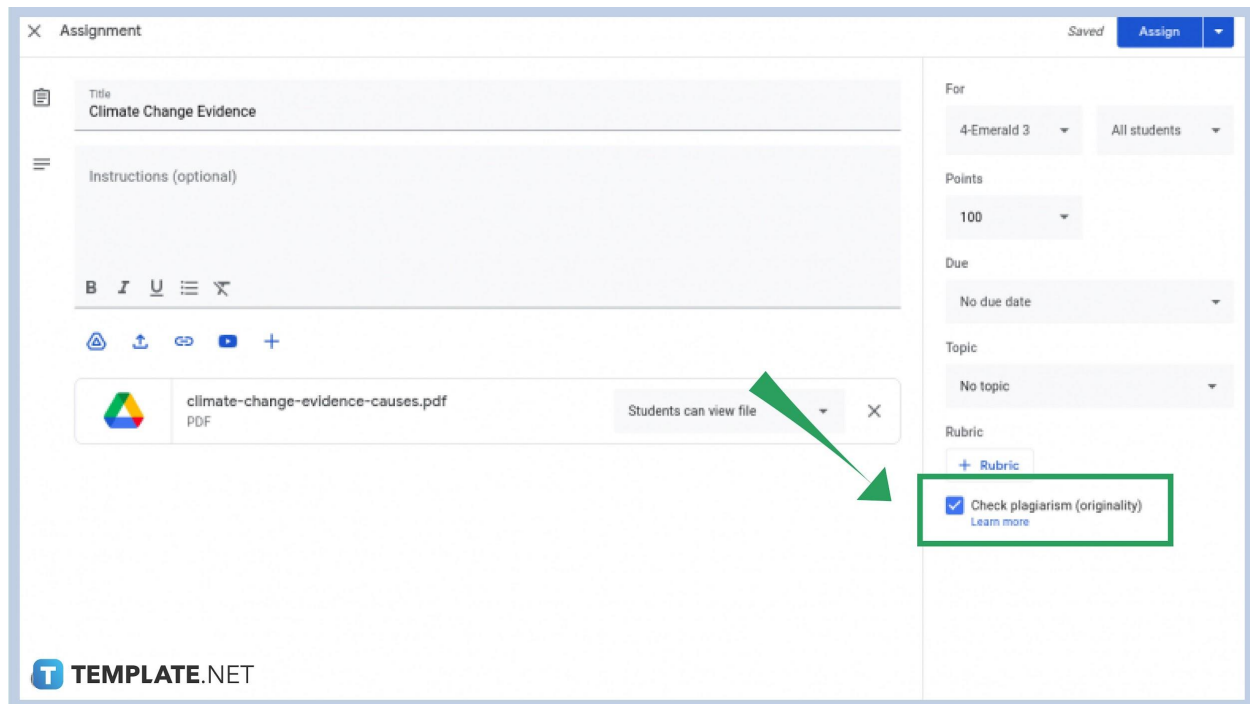 Assignment
Saved
Assign
Title
Climate Change Evidence
Instructions (optional)
B I U
climate-change-evidence-causes.pdf
PDF
Students can view file
For
4-Emerald 3
All students
Points
100
Due
No due date
Topic
No topic
Rubric
+ Rubric
Check plagiarism (originality)
Learn more
T TEMPLATE.NET